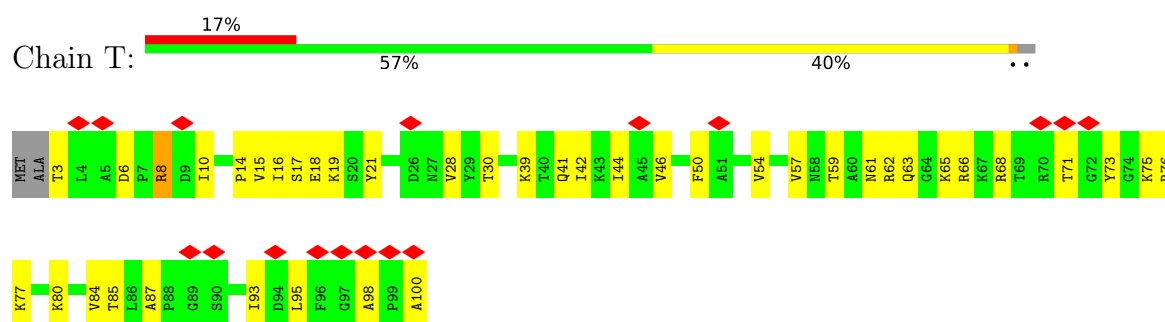 17%
Chain T:
57% 40% ••
MET ALA T3 L4 A5 D6 P7 R8 D9 I10 P14 V15 I16 S17 E18 K19 S20 Y21 D26 N27 V28 Y29 T30 K39 T40 Q41 I42 K43 I44 A45 V46 F50 A51 V54 V57 N58 T59 A60 N61 R62 Q63 G64 K65 R66 K67 R68 T69 R70 T71 G72 Y73 G74 K75 R76
K77 K80 V84 T85 L86 A87 P88 G89 S90 I93 D94 L95 F96 G97 A98 P99 A100